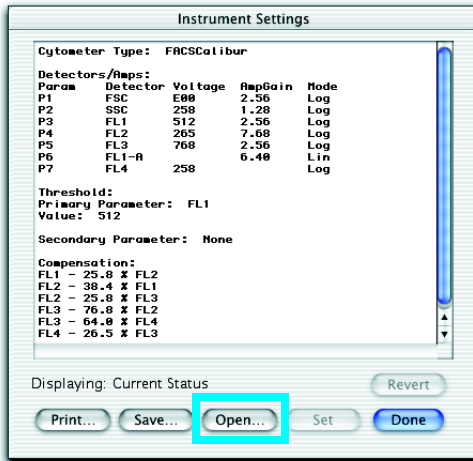 Instrument Settings
Cytometer Type: FACSCalibur
Detectors/Amps:
Param Detector Voltage AmpGain Mode
P1 FSC E00 2.56 Log
P2 SSC 258 1.28 Log
P3 FL1 512 2.56 Log
P4 FL2 265 7.68 Log
P5 FL3 768 2.56 Log
P6 FL1-A 6.40 Lin
P7 FL4 258 Log
Threshold:
Primary Parameter: FL1
Value: 512
Secondary Parameter: None
Compensation:
FL1 - 25.8 % FL2
FL2 - 38.4 % FL1
FL2 - 25.8 % FL3
FL3 - 76.8 % FL2
FL3 - 64.0 % FL4
FL4 - 26.5 % FL3
Displaying: Current Status Revert
Print... Save... Open... Set Done